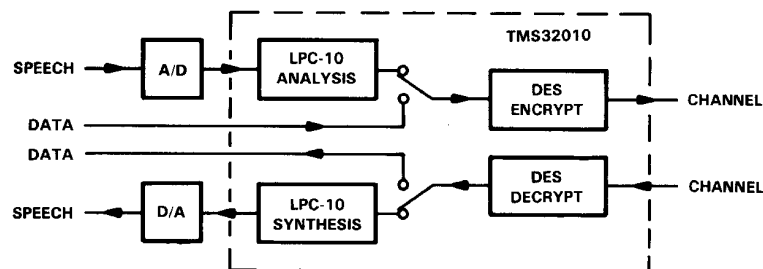 TMS32010
SPEECH
A/D
LPC-10
ANALYSIS
DES
ENCRYPT
CHANNEL
DATA
DATA
SPEECH
D/A
LPC-10
SYNTHESIS
DES
DECRYPT
CHANNEL